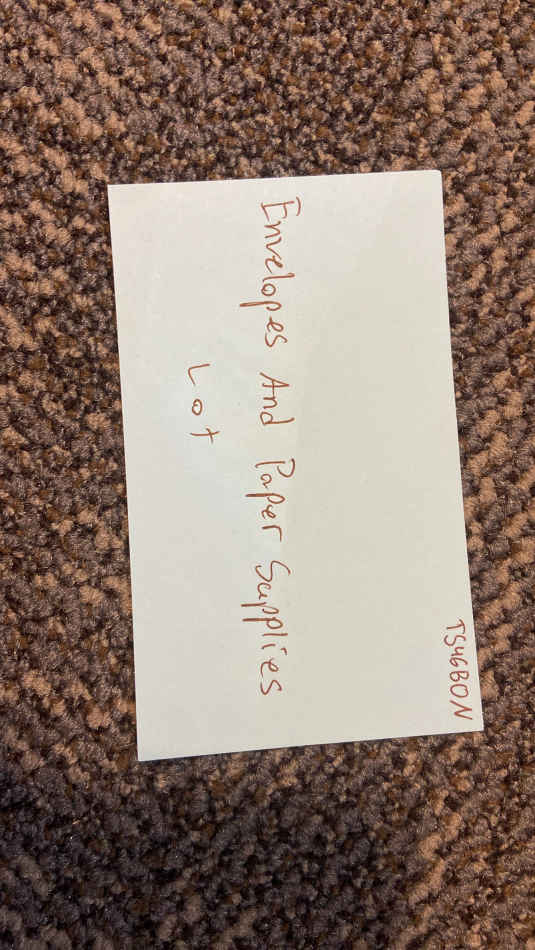 TS46BON
Envelopes And Paper Supplies
Lot